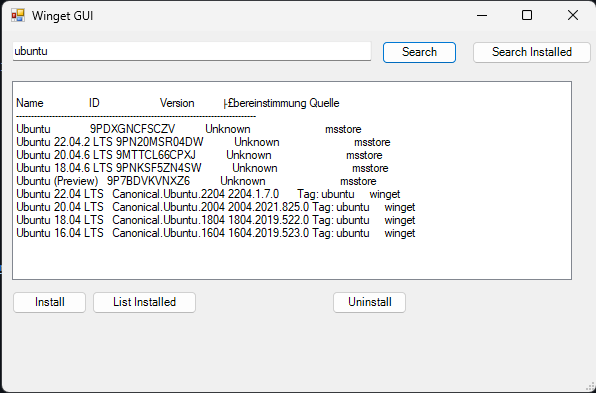 Winget GUI
ubuntu
Search
Search Installed
Name ID Version ├£bereinstimmung Quelle
--------------------------------------------------------------------------------
Ubuntu 9PDXGNCFSCZV Unknown msstore
Ubuntu 22.04.2 LTS 9PN20MSR04DW Unknown msstore
Ubuntu 20.04.6 LTS 9MTTCL66CPXJ Unknown msstore
Ubuntu 18.04.6 LTS 9PNKSF5ZN4SW Unknown msstore
Ubuntu (Preview) 9P7BDVKVNXZ6 Unknown msstore
Ubuntu 22.04 LTS Canonical.Ubuntu.2204 2204.1.7.0 Tag: ubuntu winget
Ubuntu 20.04 LTS Canonical.Ubuntu.2004 2004.2021.825.0 Tag: ubuntu winget
Ubuntu 18.04 LTS Canonical.Ubuntu.1804 1804.2019.522.0 Tag: ubuntu winget
Ubuntu 16.04 LTS Canonical.Ubuntu.1604 1604.2019.523.0 Tag: ubuntu winget
Install
List Installed
Uninstall